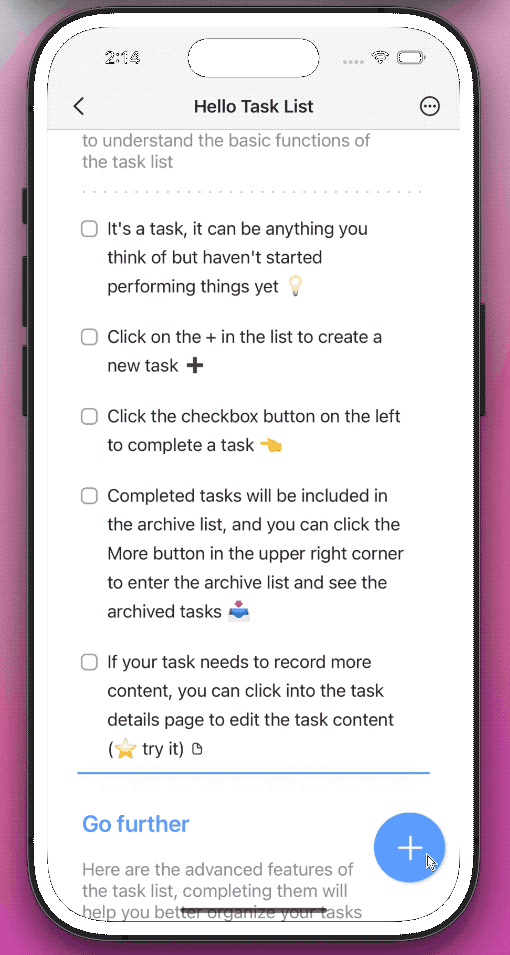 2:14
Hello Task List
to understand the basic functions of
the task list
It's a task, it can be anything you
think of but haven't started
performing things yet 💡
Click on the + in the list to create a
new task ➕
Click the checkbox button on the left
to complete a task 👈
Completed tasks will be included in
the archive list, and you can click the
More button in the upper right corner
to enter the archive list and see the
archived tasks 📥
If your task needs to record more
content, you can click into the task
details page to edit the task content
(⭐ try it)
Go further
Here are the advanced features of
the task list, completing them will
help you better organize your tasks